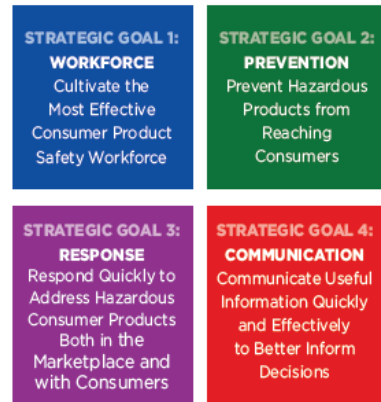 STRATEGIC GOAL 1:
WORKFORCE
Cultivate the
Most Effective
Consumer Product
Safety Workforce
STRATEGIC GOAL 2:
PREVENTION
Prevent Hazardous
Products from
Reaching
Consumers
STRATEGIC GOAL 3:
RESPONSE
Respond Quickly to
Address Hazardous
Consumer Products
Both in the
Marketplace and
with Consumers
STRATEGIC GOAL 4:
COMMUNICATION
Communicate Useful
Information Quickly
and Effectively
to Better Inform
Decisions